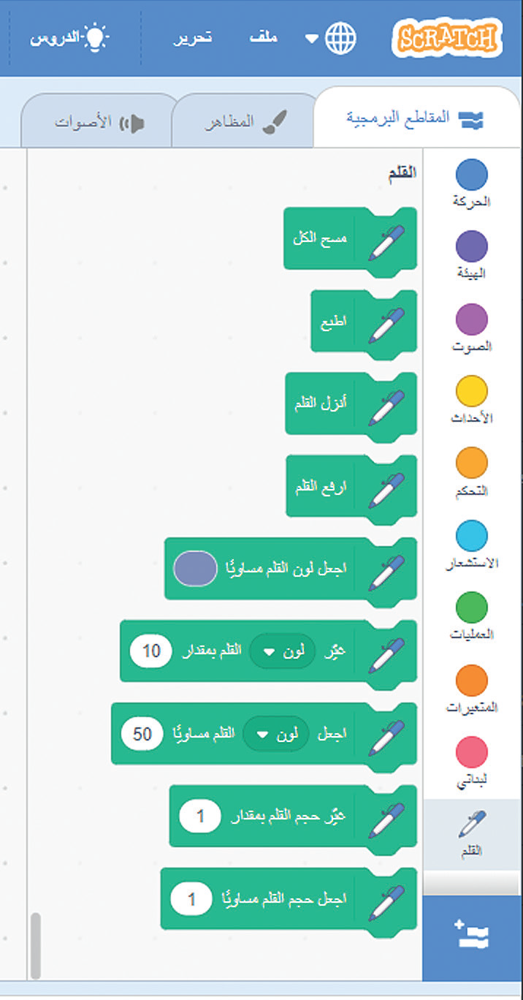 SCRATCH ملف تحرير الدروس
المقاطع البرمجية المظاهر الأصوات
القلم
مسح الكل
اطبع
أنزل القلم
ارفع القلم
اجعل لون القلم مساويًا
غيّر لون القلم بمقدار 10
اجعل لون القلم مساويًا 50
غيّر حجم القلم بمقدار 1
اجعل حجم القلم مساويًا 1
الحركة
الهيئة
الصوت
الأحداث
التحكم
الاستشعار
العمليات
المتغيرات
لبناتي
القلم